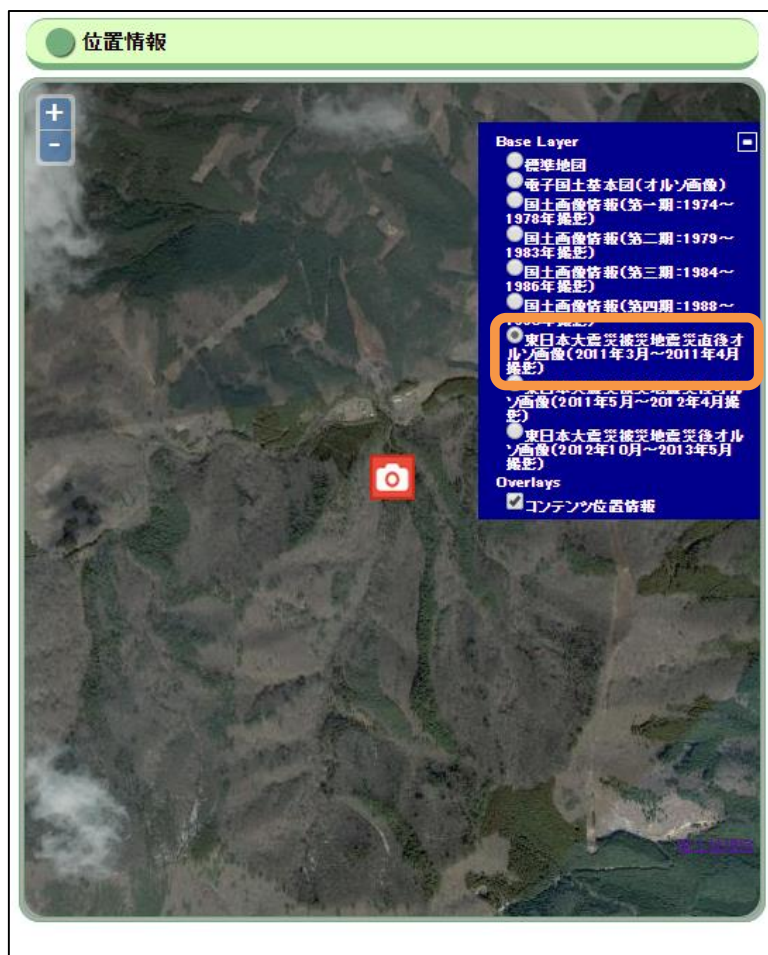 位置情報
+
-
Base Layer
標準地図
電子国土基本図(オルソ画像)
国土画像情報(第一期:1974～
1978年撮影)
国土画像情報(第二期:1979～
1983年撮影)
国土画像情報(第三期:1984～
1986年撮影)
国土画像情報(第四期:1988～
東日本大震災被災地震災直後オ
ルソ画像(2011年3月～2011年4月
撮影)
ソ画像(2011年5月～2012年4月撮
影)
東日本大震災被災地震災後オル
ソ画像(2012年10月～2013年5月
撮影)
Overlays
コンテンツ位置情報